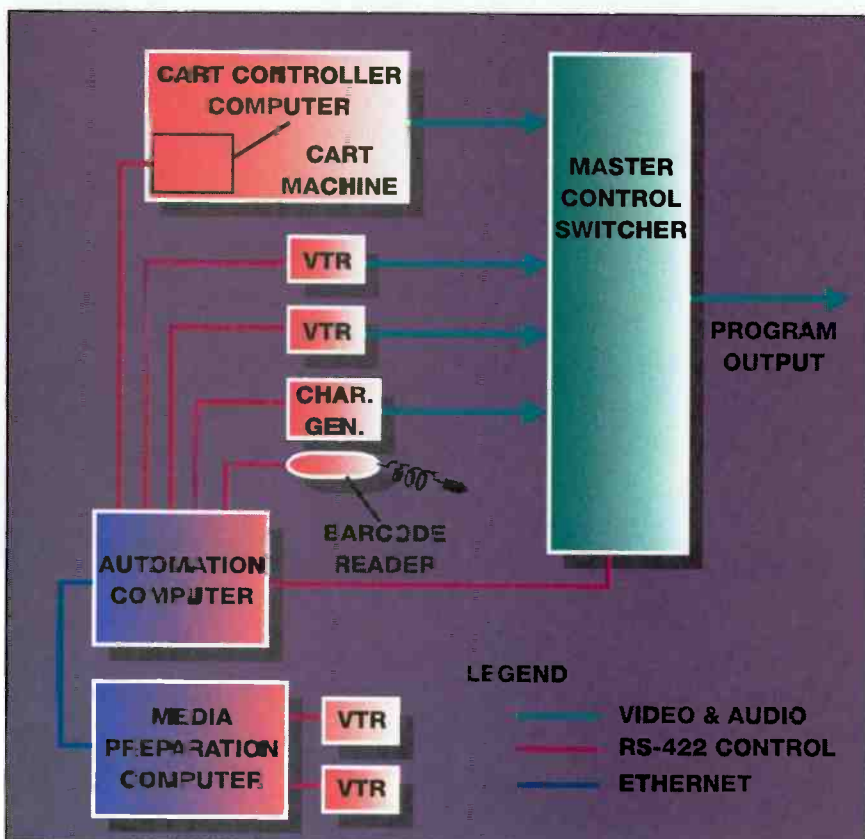 CART CONTROLLER
COMPUTER
CART
MACHINE
MASTER
CONTROL
SWITCHER
VTR
VTR
CHAR.
GEN.
PROGRAM
OUTPUT
BARCODE
READER
AUTOMATION
COMPUTER
MEDIA
PREPARATION
COMPUTER
VTR
VTR
LEGEND
VIDEO & AUDIO
RS-422 CONTROL
ETHERNET